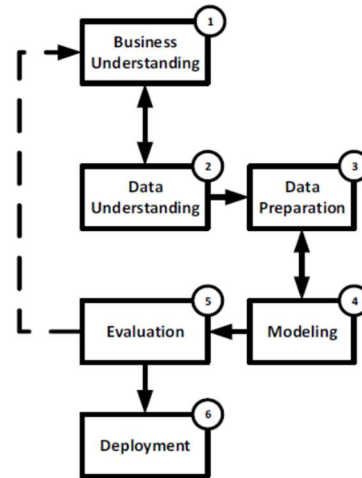 1
Business
Understanding
2
Data
Understanding
3
Data
Preparation
5
Evaluation
4
Modeling
6
Deployment